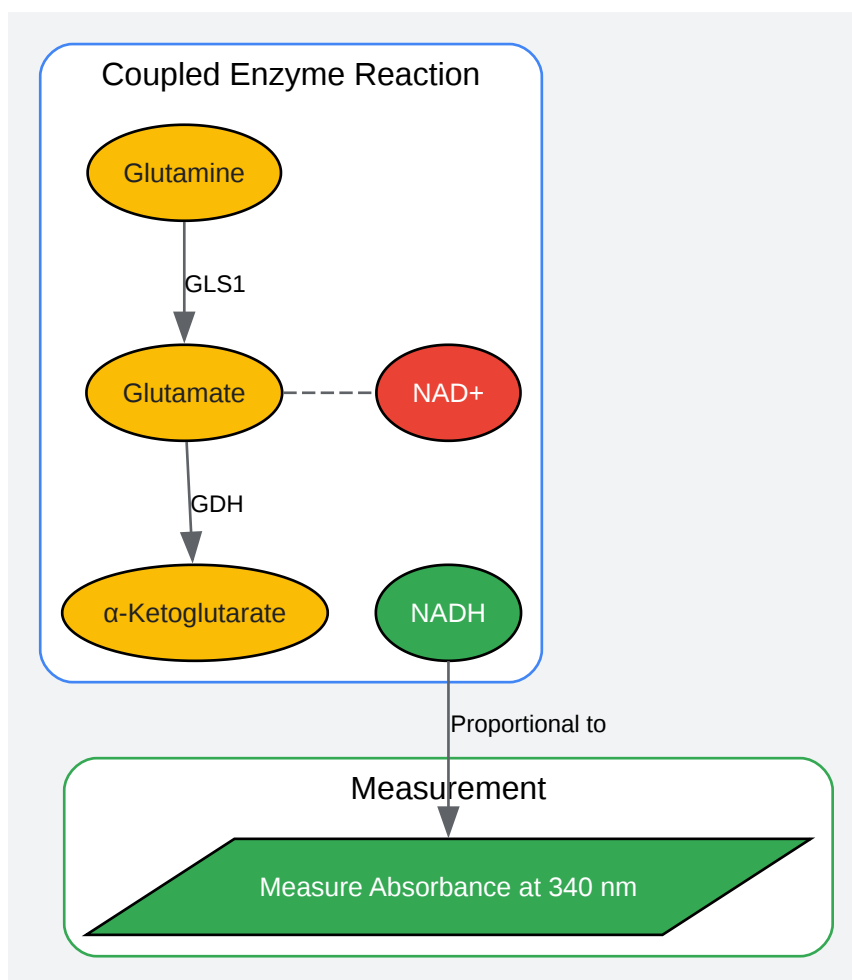 Coupled Enzyme Reaction
Glutamine
GLS1
Glutamate
NAD+
GDH
α-Ketoglutarate
NADH
Proportional to
Measurement
Measure Absorbance at 340 nm